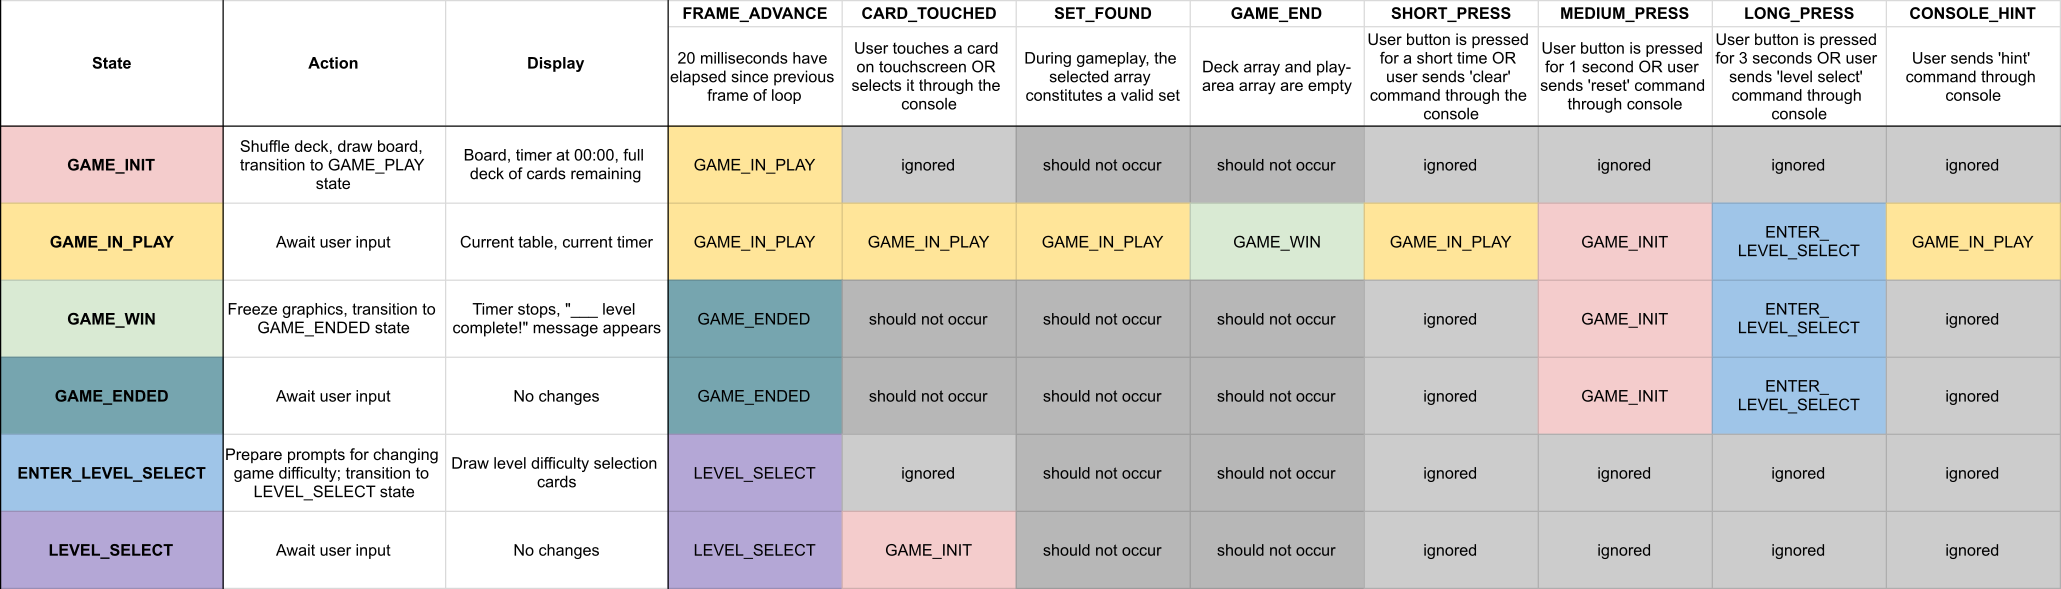 FRAME_ADVANCE CARD_TOUCHED SET_FOUND GAME_END SHORT_PRESS MEDIUM_PRESS LONG_PRESS CONSOLE_HINT
State
Action
Display
20 milliseconds have
elapsed since previous
frame of loop
User touches a card
on touchscreen OR
selects it through the
console
During gameplay, the
selected array
constitutes a valid set
Deck array and play-
area array are empty
User button is pressed
for a short time OR
user sends 'clear'
command through the
console
User button is pressed
for 1 second OR user
sends 'reset' command
through console
User button is pressed
for 3 seconds OR user
sends 'level select'
command through
console
User sends 'hint'
command through
console
GAME_INIT
Shuffle deck, draw board,
transition to GAME_PLAY
state
Board, timer at 00:00, full
deck of cards remaining
GAME_IN_PLAY
ignored
should not occur
should not occur
ignored
ignored
ignored
ignored
GAME_IN_PLAY
Await user input
Current table, current timer
GAME_IN_PLAY
GAME_IN_PLAY
GAME_IN_PLAY
GAME_WIN
GAME_IN_PLAY
GAME_INIT
ENTER_
LEVEL_SELECT
GAME_IN_PLAY
GAME_WIN
Freeze graphics, transition to
GAME_ENDED state
Timer stops, "___ level
complete!" message appears
GAME_ENDED
should not occur
should not occur
should not occur
ignored
GAME_INIT
ENTER_
LEVEL_SELECT
ignored
GAME_ENDED
Await user input
No changes
GAME_ENDED
should not occur
should not occur
should not occur
ignored
GAME_INIT
ENTER_
LEVEL_SELECT
ignored
ENTER_LEVEL_SELECT
Prepare prompts for changing
game difficulty; transition to
LEVEL_SELECT state
Draw level difficulty selection
cards
LEVEL_SELECT
ignored
should not occur
should not occur
ignored
ignored
ignored
ignored
LEVEL_SELECT
Await user input
No changes
LEVEL_SELECT
GAME_INIT
should not occur
should not occur
ignored
ignored
ignored
ignored